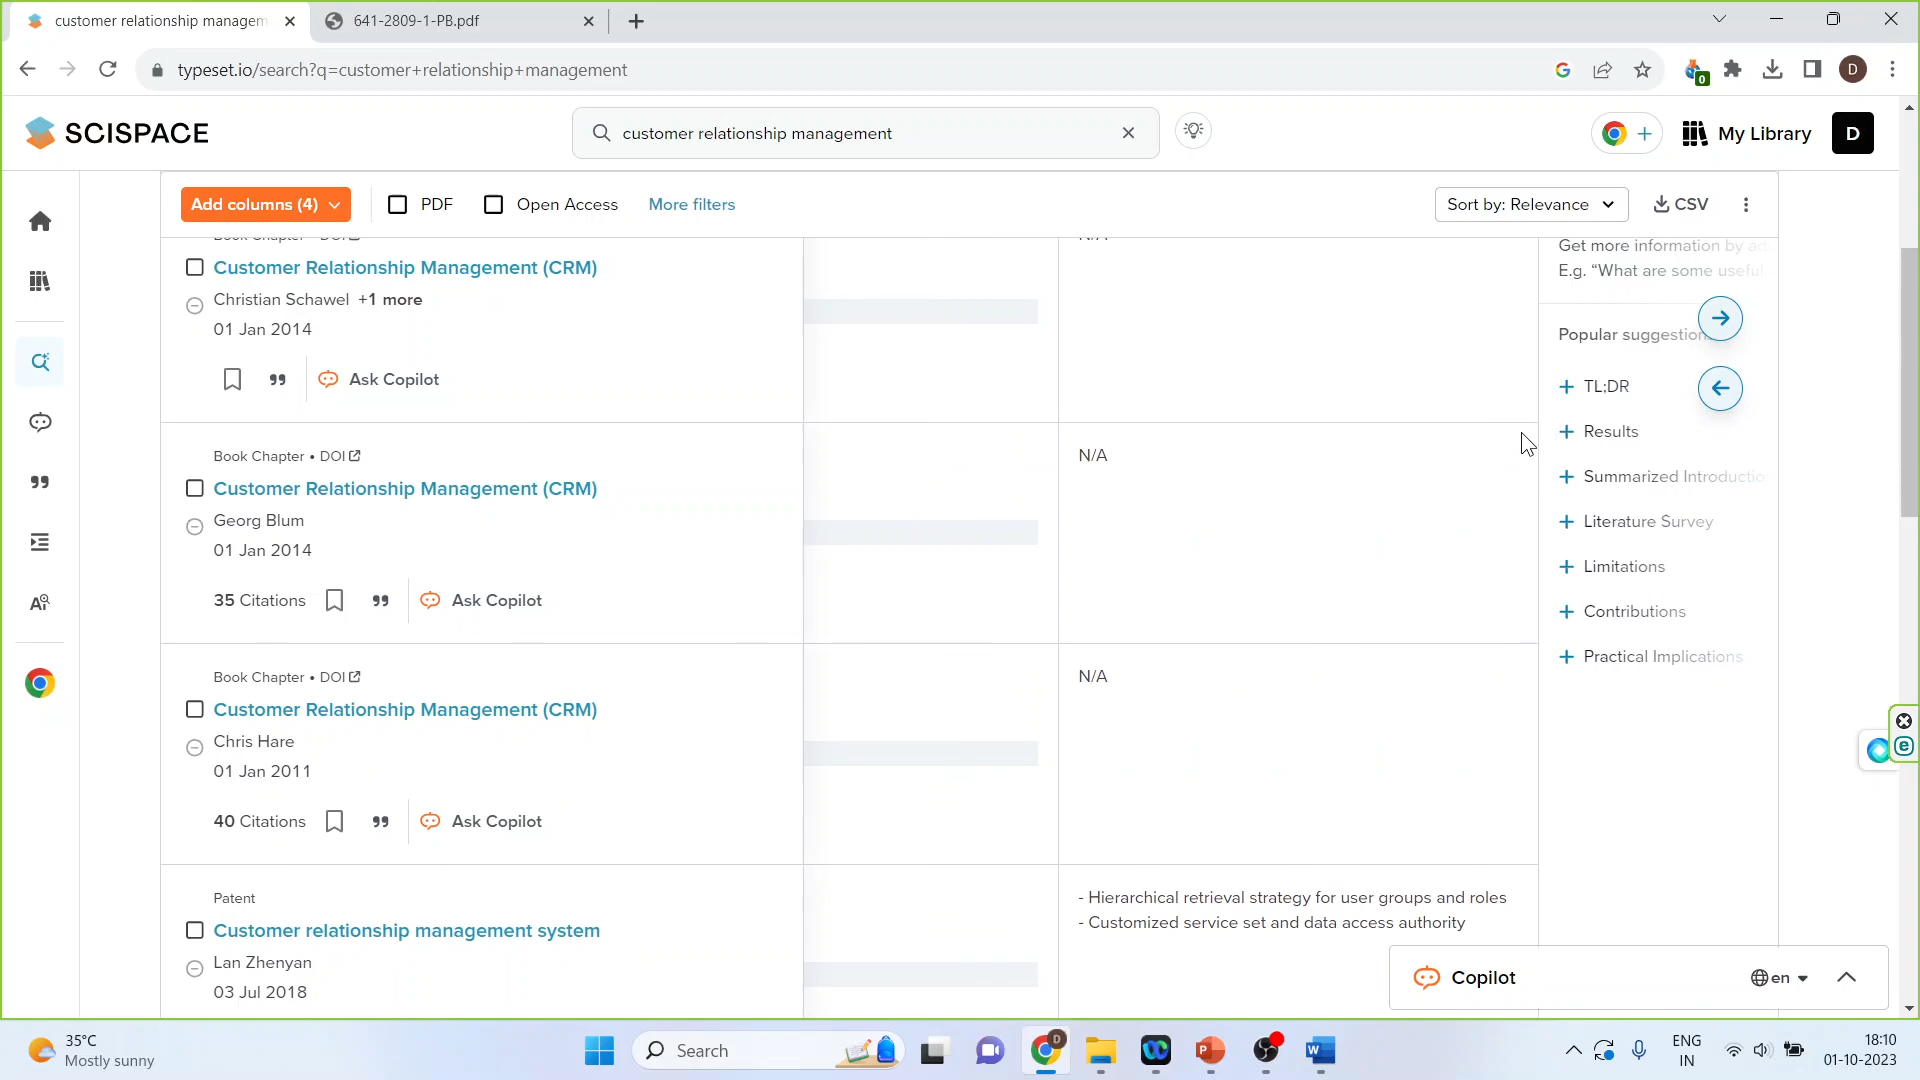 customer relationship managem
641-2809-1-PB.pdf
typeset.io/search?q=customer+relationship+management
0
D
SCISPACE
customer relationship management
My Library
D
Add columns (4)
PDF
Open Access
More filters
Sort by: Relevance
CSV
Customer Relationship Management (CRM)
Christian Schawel +1 more
01 Jan 2014
Ask Copilot
Get more information by
E.g. “What are some useful
Popular suggestion
TL;DR
Results
Summarized Introductio
Literature Survey
Limitations
Contributions
Practical Implications
Book Chapter • DOI
N/A
Customer Relationship Management (CRM)
Georg Blum
01 Jan 2014
35 Citations
Ask Copilot
Book Chapter • DOI
N/A
Customer Relationship Management (CRM)
Chris Hare
01 Jan 2011
40 Citations
Ask Copilot
Patent
- Hierarchical retrieval strategy for user groups and roles
- Customized service set and data access authority
Customer relationship management system
Lan Zhenyan
03 Jul 2018
Copilot
en
35°C
Mostly sunny
Search
D
ENG
IN
18:10
01-10-2023